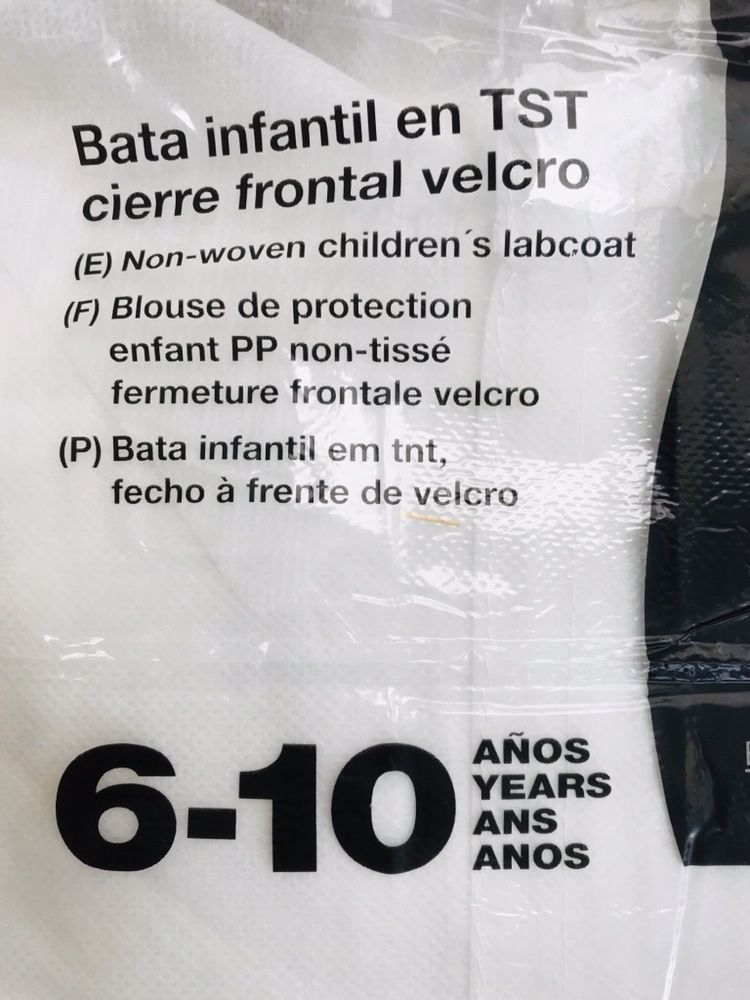 Bata infantil en TST
cierre frontal velcro
(E) Non-woven children´s labcoat
(F) Blouse de protection
enfant PP non-tissé
fermeture frontale velcro
(P) Bata infantil em tnt,
fecho à frente de velcro
6-10
AÑOS
YEARS
ANS
ANOS